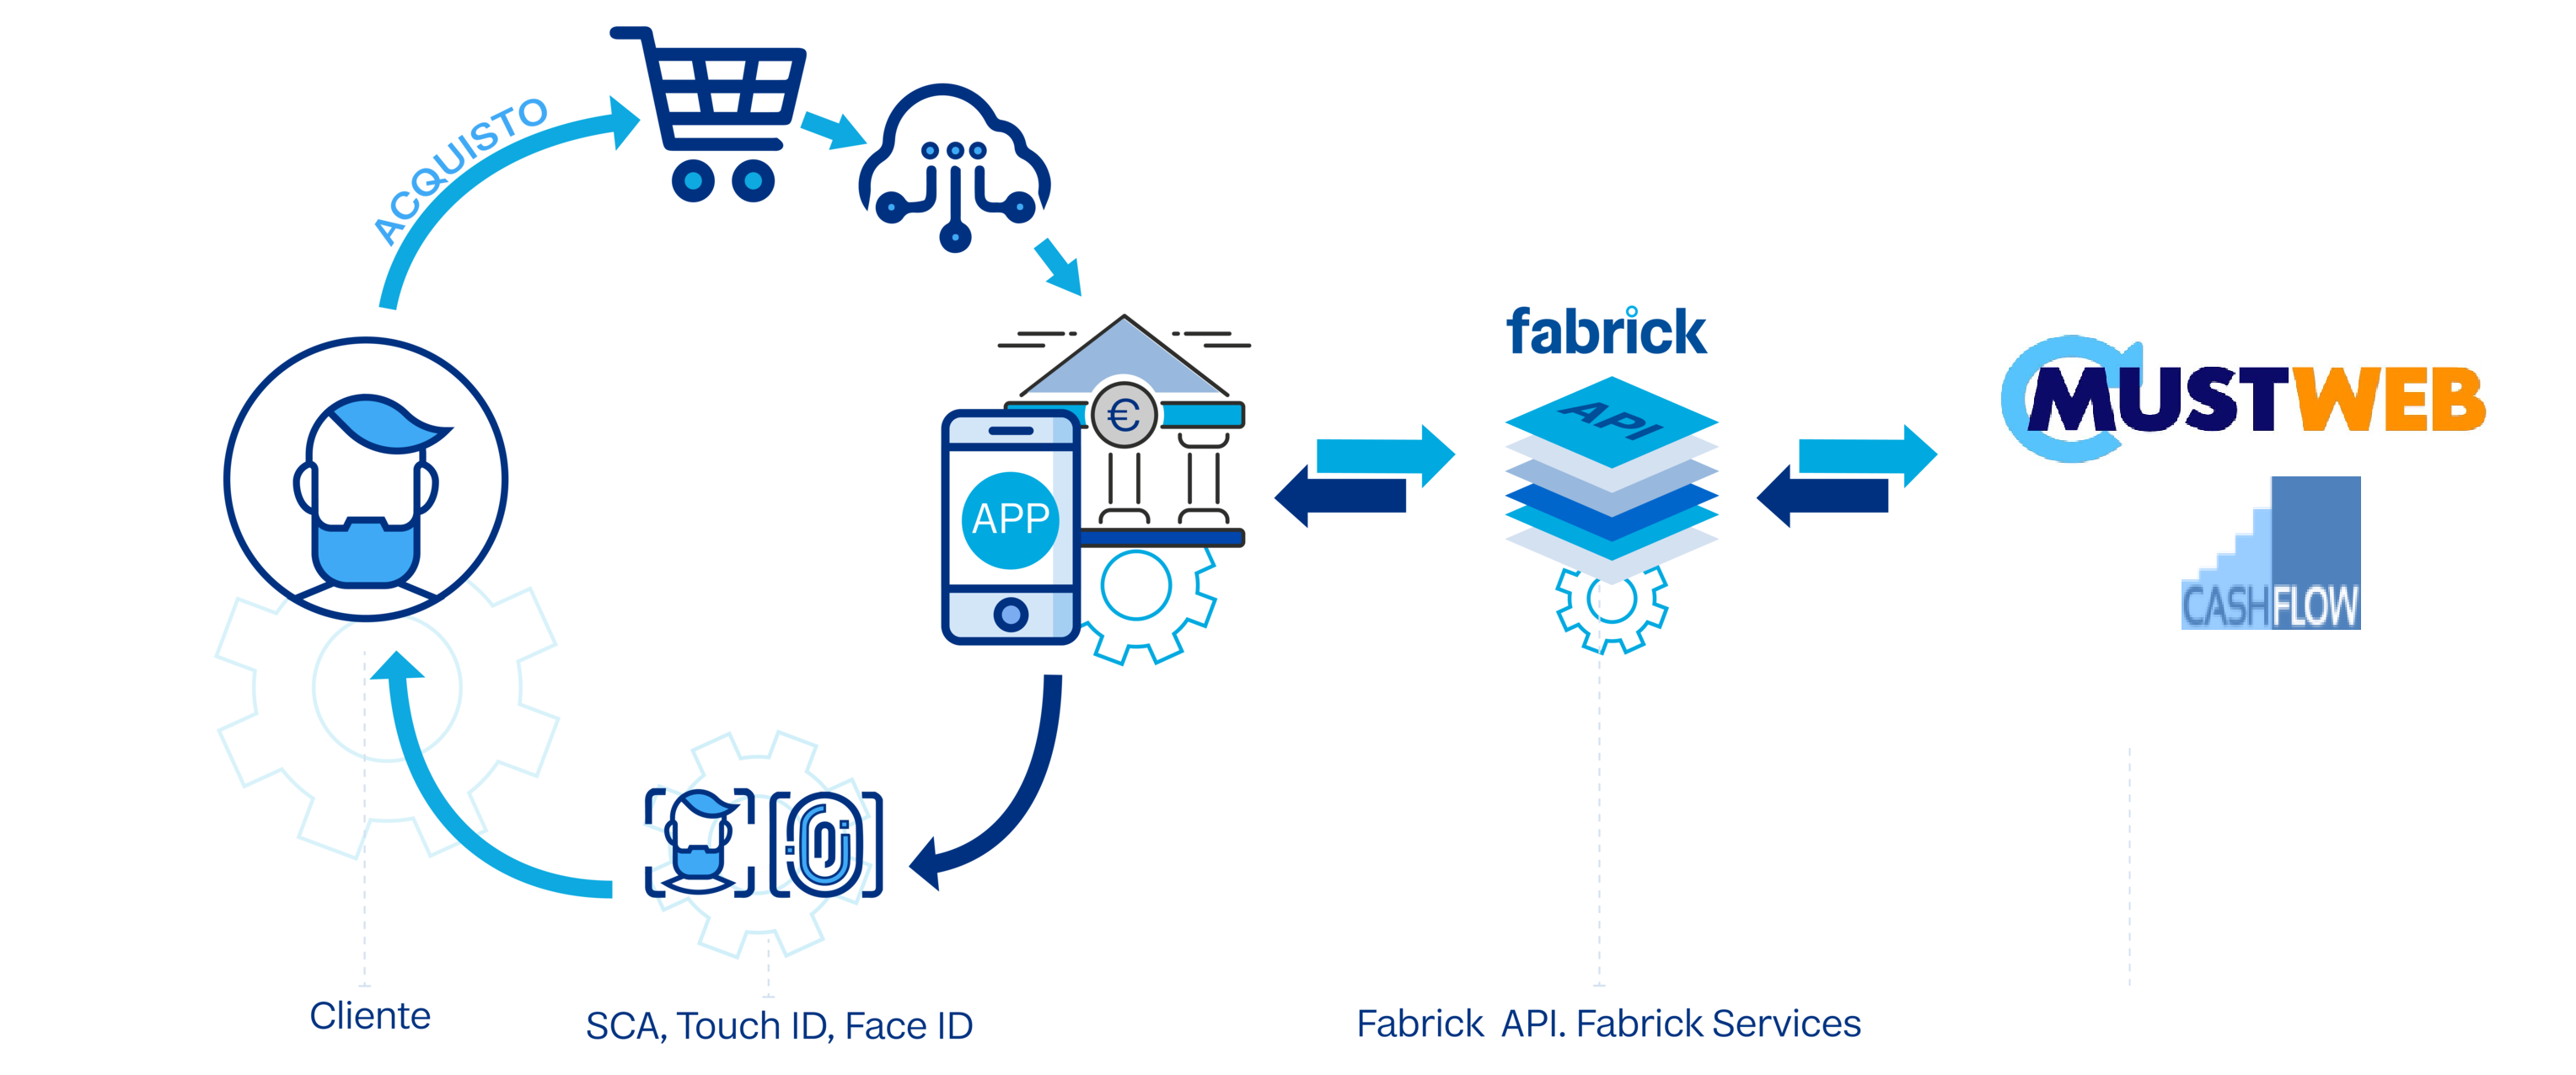 ACQUISTO
fabrick
API
€
APP
MUSTWEB
CASHFLOW
Cliente
SCA, Touch ID, Face ID
Fabrick API. Fabrick Services